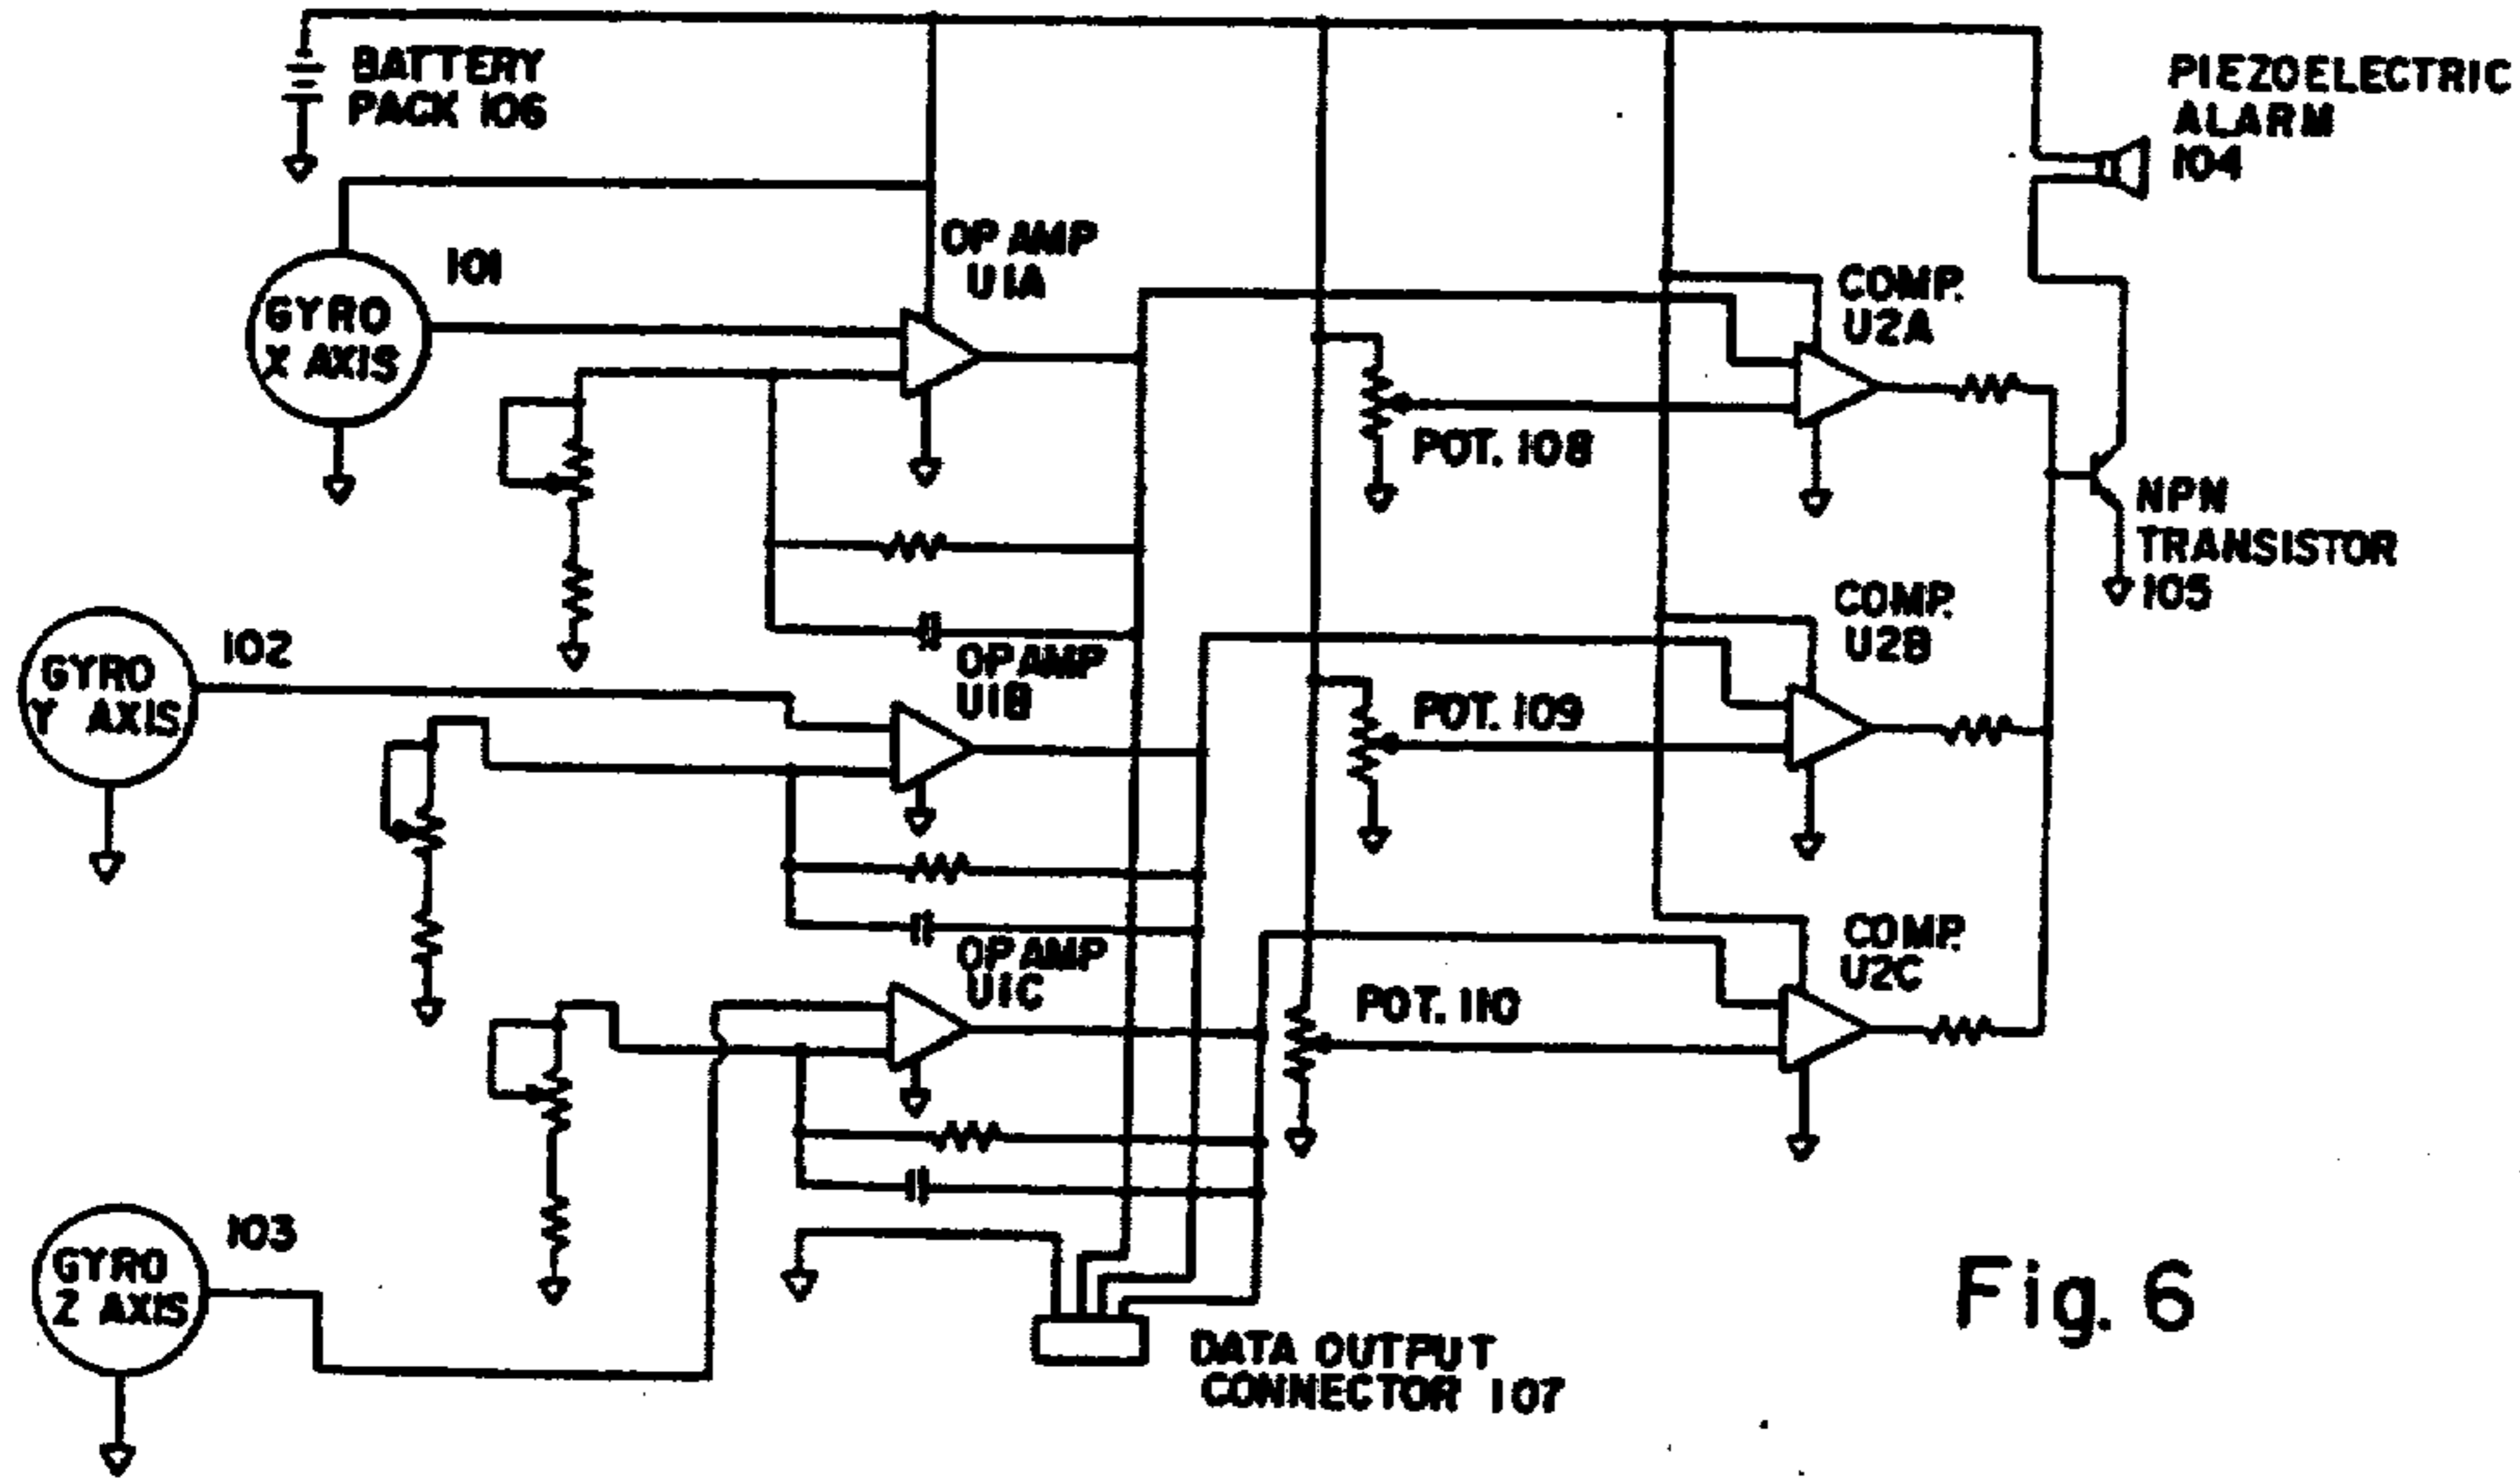 BATTERY
PACK 106
PIEZOELECTRIC
ALARM
104
OP AMP
U1A
101
GYRO
X AXIS
COMP.
U2A
POT. 108
NPN
TRANSISTOR
105
102
GYRO
Y AXIS
OP AMP
U1B
COMP.
U2B
POT. 109
OP AMP
U1C
COMP.
U2C
POT. 110
103
GYRO
Z AXIS
DATA OUTPUT
CONNECTOR 107
Fig. 6